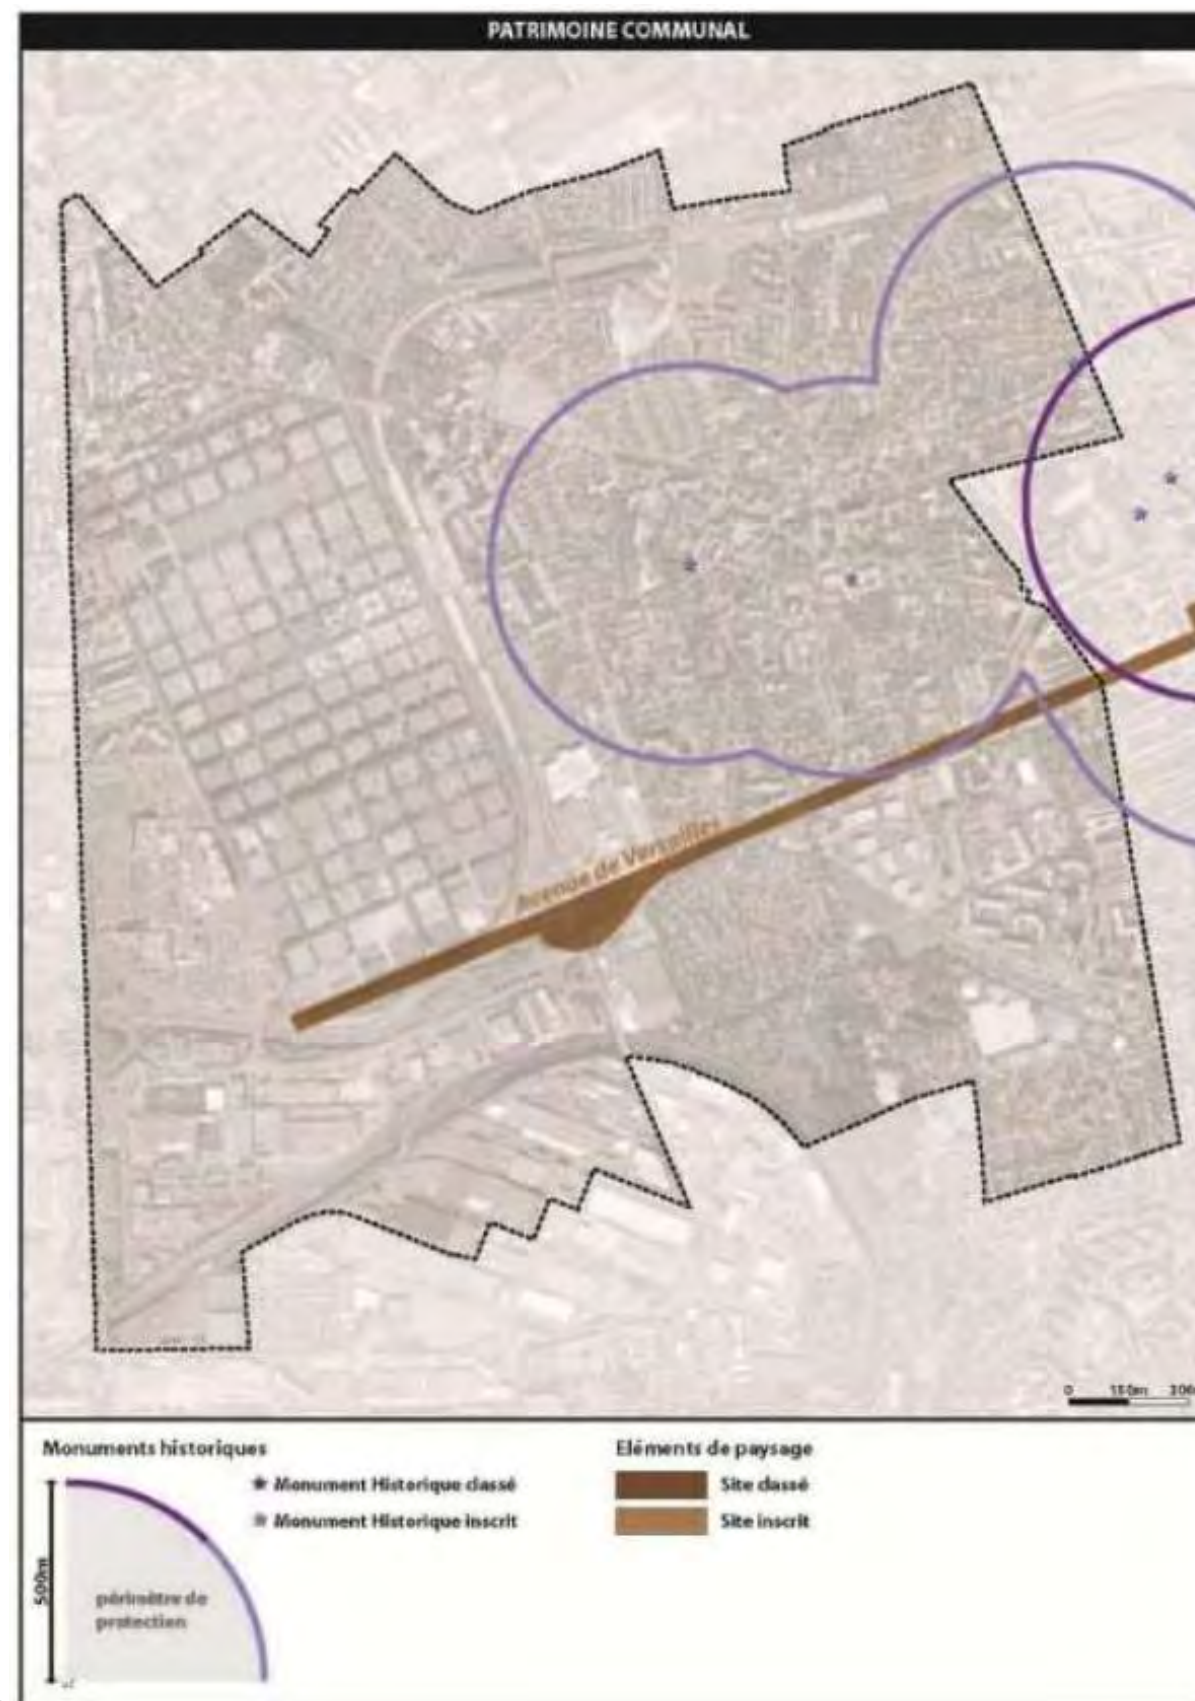 PATRIMOINE COMMUNAL
Avenue de Versailles
0 150m
Monuments historiques
Monument Historique classé
Monument Historique inscrit
500m
périmètre de
protection
Eléments de paysage
Site classé
Site inscrit